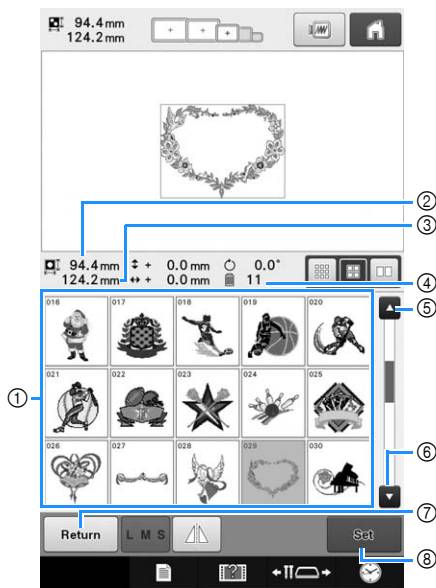 94.4mm
124.2mm
②
③
94.4mm + 0.0mm 0.0°
124.2mm + 0.0mm 11
④
016 017 018 019 020
⑤
021 022 023 024 025
①
026 027 028 029 030
⑥
⑦
Return L M S Set
⑧